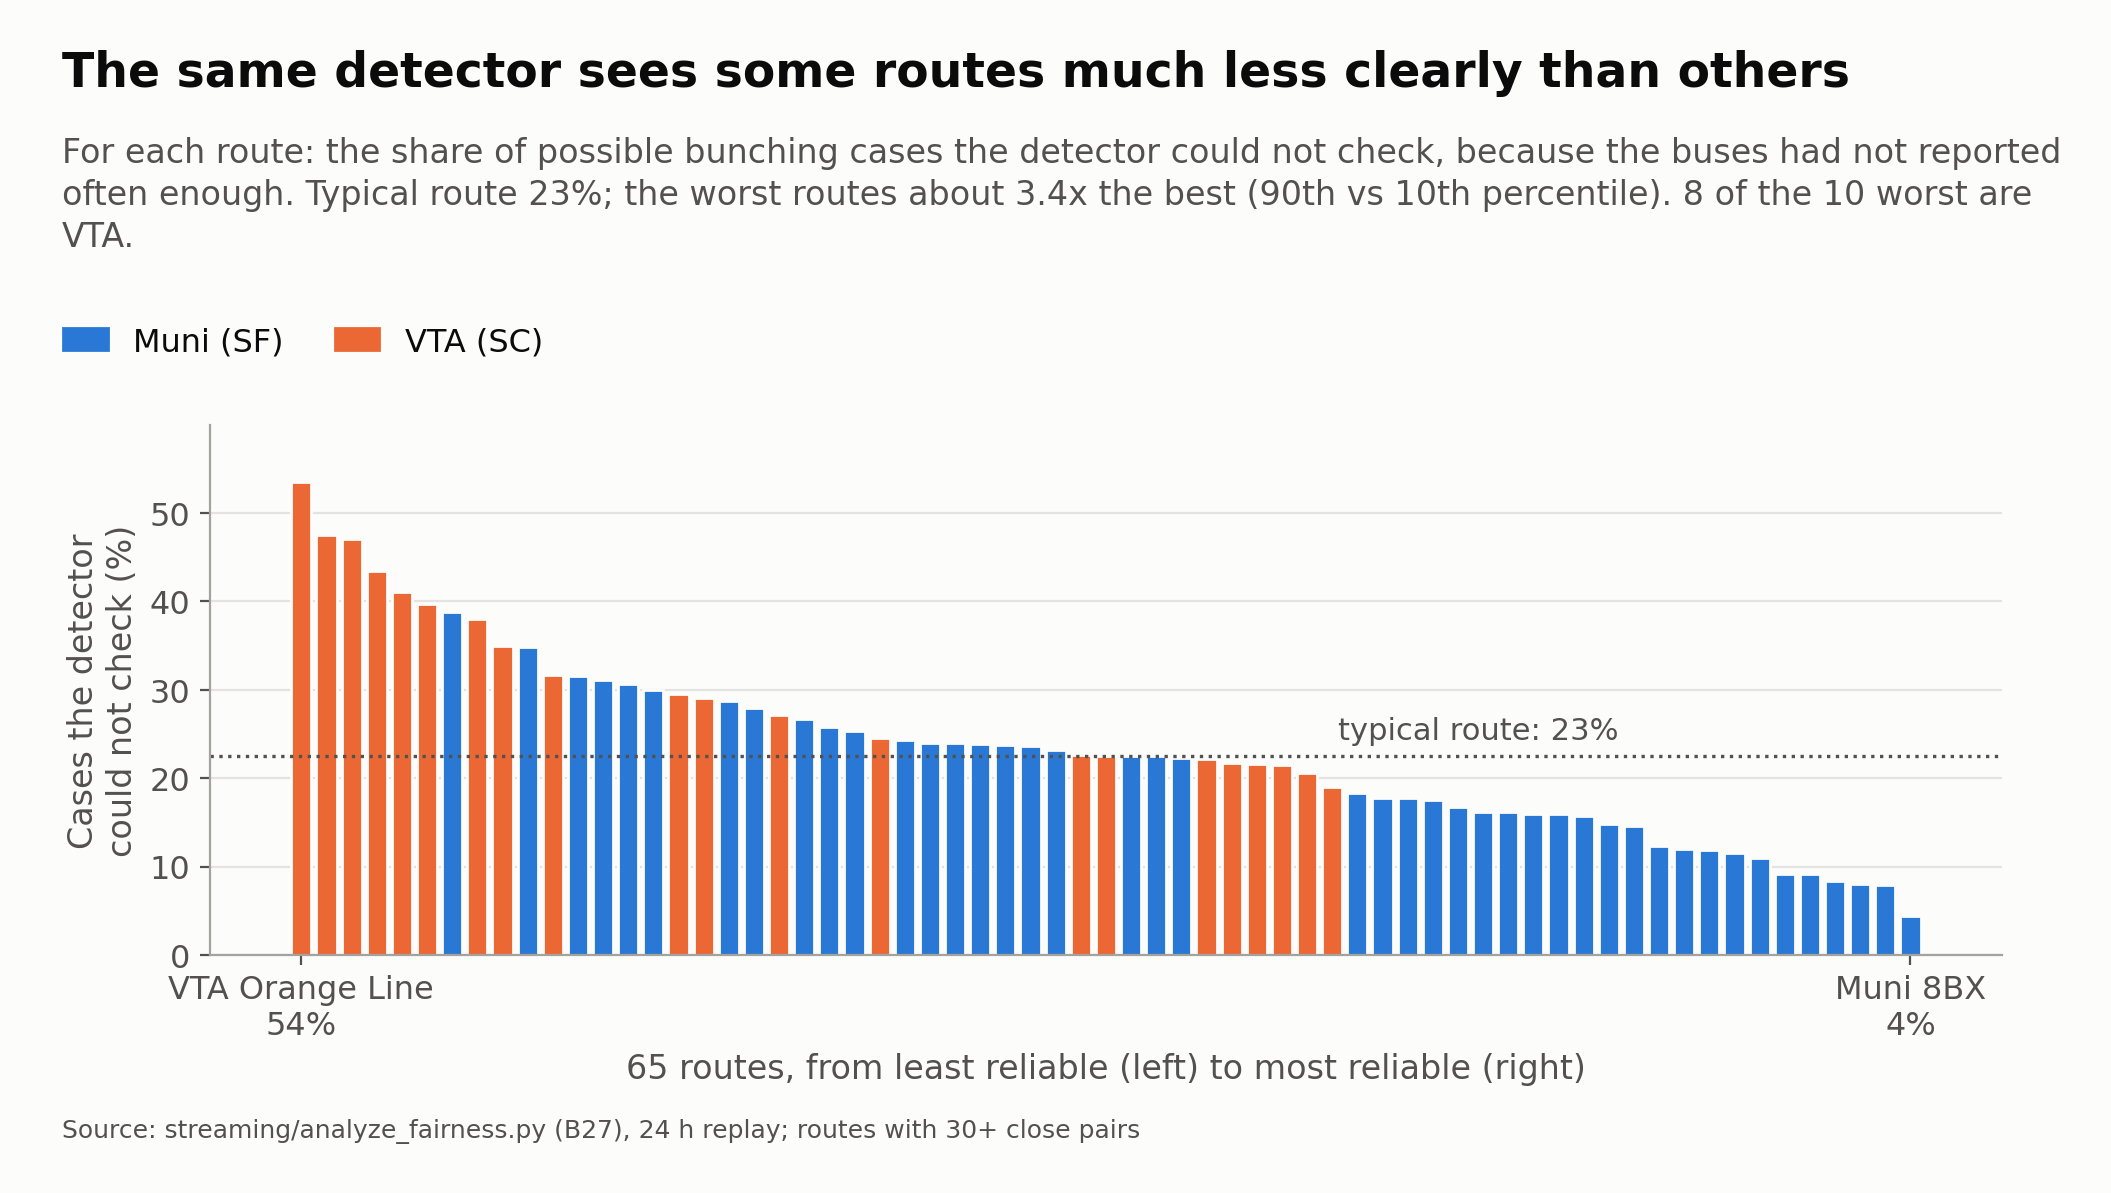 The same detector sees some routes much less clearly than others
For each route: the share of possible bunching cases the detector could not check, because the buses had not reported
often enough. Typical route 23%; the worst routes about 3.4x the best (90th vs 10th percentile). 8 of the 10 worst are
VTA.
Muni (SF)
VTA (SC)
Cases the detector
could not check (%)
50
40
30
20
10
0
typical route: 23%
VTA Orange Line
54%
Muni 8BX
4%
65 routes, from least reliable (left) to most reliable (right)
Source: streaming/analyze_fairness.py (B27), 24 h replay; routes with 30+ close pairs